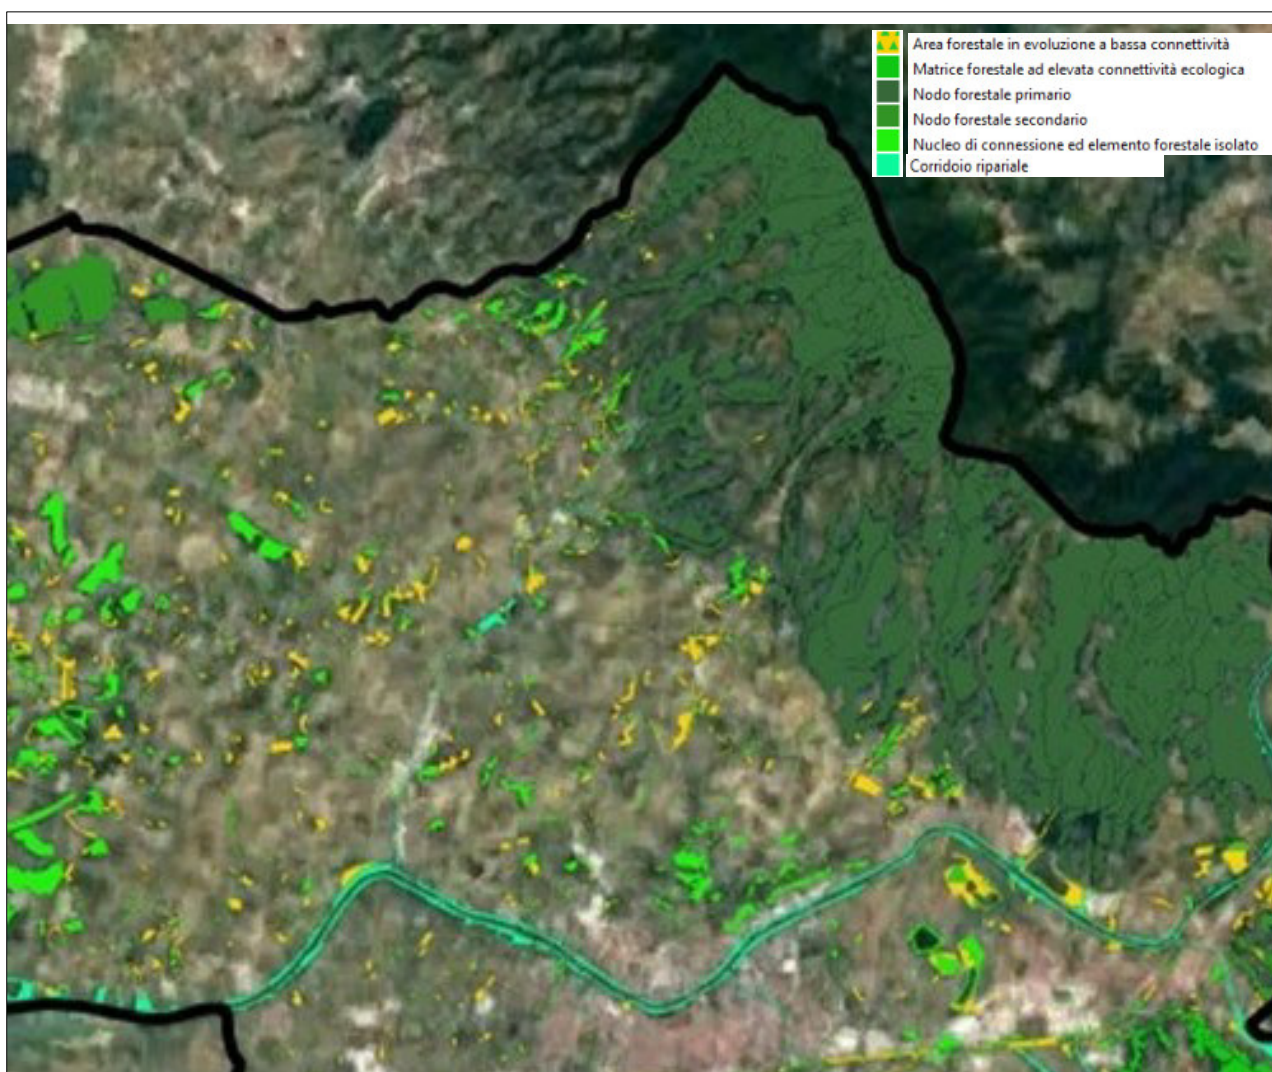 Area forestale in evoluzione a bassa connettività
Matrice forestale ad elevata connettività ecologica
Nodo forestale primario
Nodo forestale secondario
Nucleo di connessione ed elemento forestale isolato
Corridoio ripariale